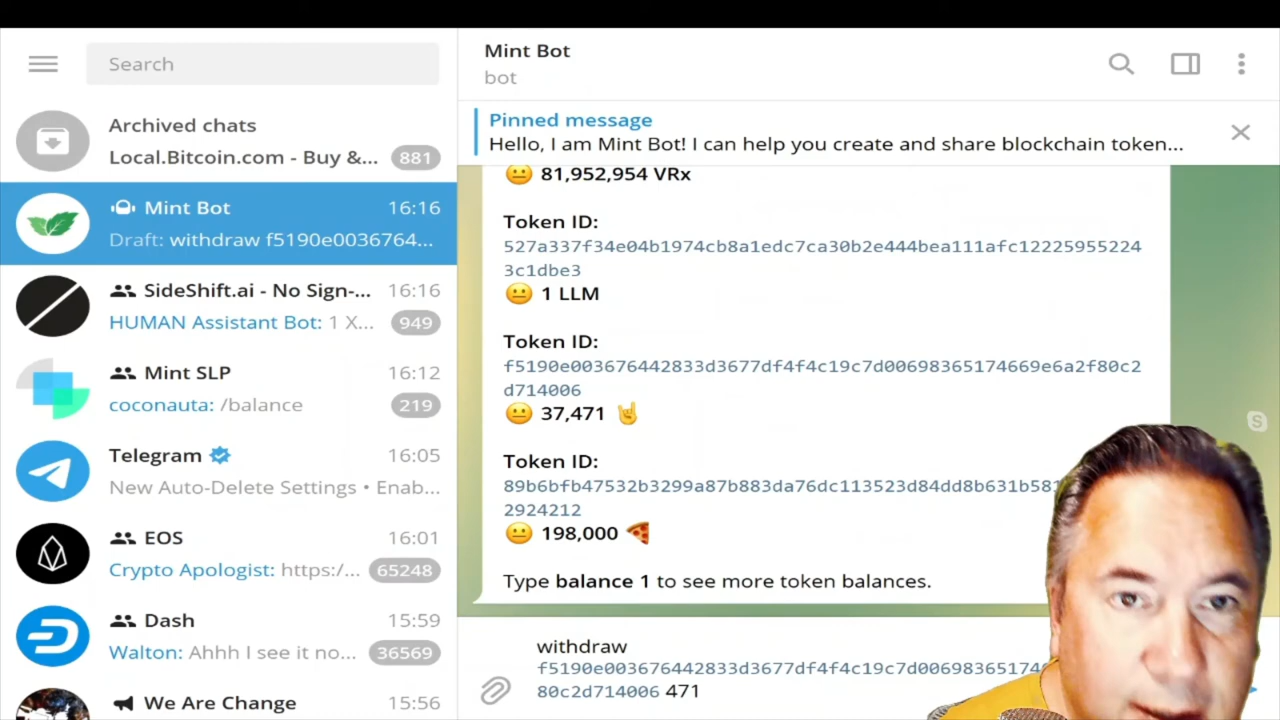 Search
Archived chats
Local.Bitcoin.com - Buy &... 881
Mint Bot 16:16
Draft: withdraw f5190e0036764...
SideShift.ai - No Sign-... 16:16
HUMAN Assistant Bot: 1 X... 949
Mint SLP 16:12
coconauta: /balance 219
Telegram 16:05
New Auto-Delete Settings • Enab...
EOS 16:01
Crypto Apologist: https:/... 65248
Dash 15:59
Walton: Ahhh I see it no... 36569
We Are Change 15:56
Mint Bot
bot
Pinned message
Hello, I am Mint Bot! I can help you create and share blockchain token...
😐 81,952,954 VRx
Token ID:
527a337f34e04b1974cb8a1edc7ca30b2e444bea111afc12225955224
3c1dbe3
😐 1 LLM
Token ID:
f5190e003676442833d3677df4f4c19c7d00698365174669e6a2f80c2
d714006
😐 37,471 🤘
Token ID:
89b6bfb47532b3299a87b883da76dc113523d84dd8b631b581
2924212
😐 198,000 🍕
Type balance 1 to see more token balances.
withdraw
f5190e003676442833d3677df4f4c19c7d00698365174
80c2d714006 471